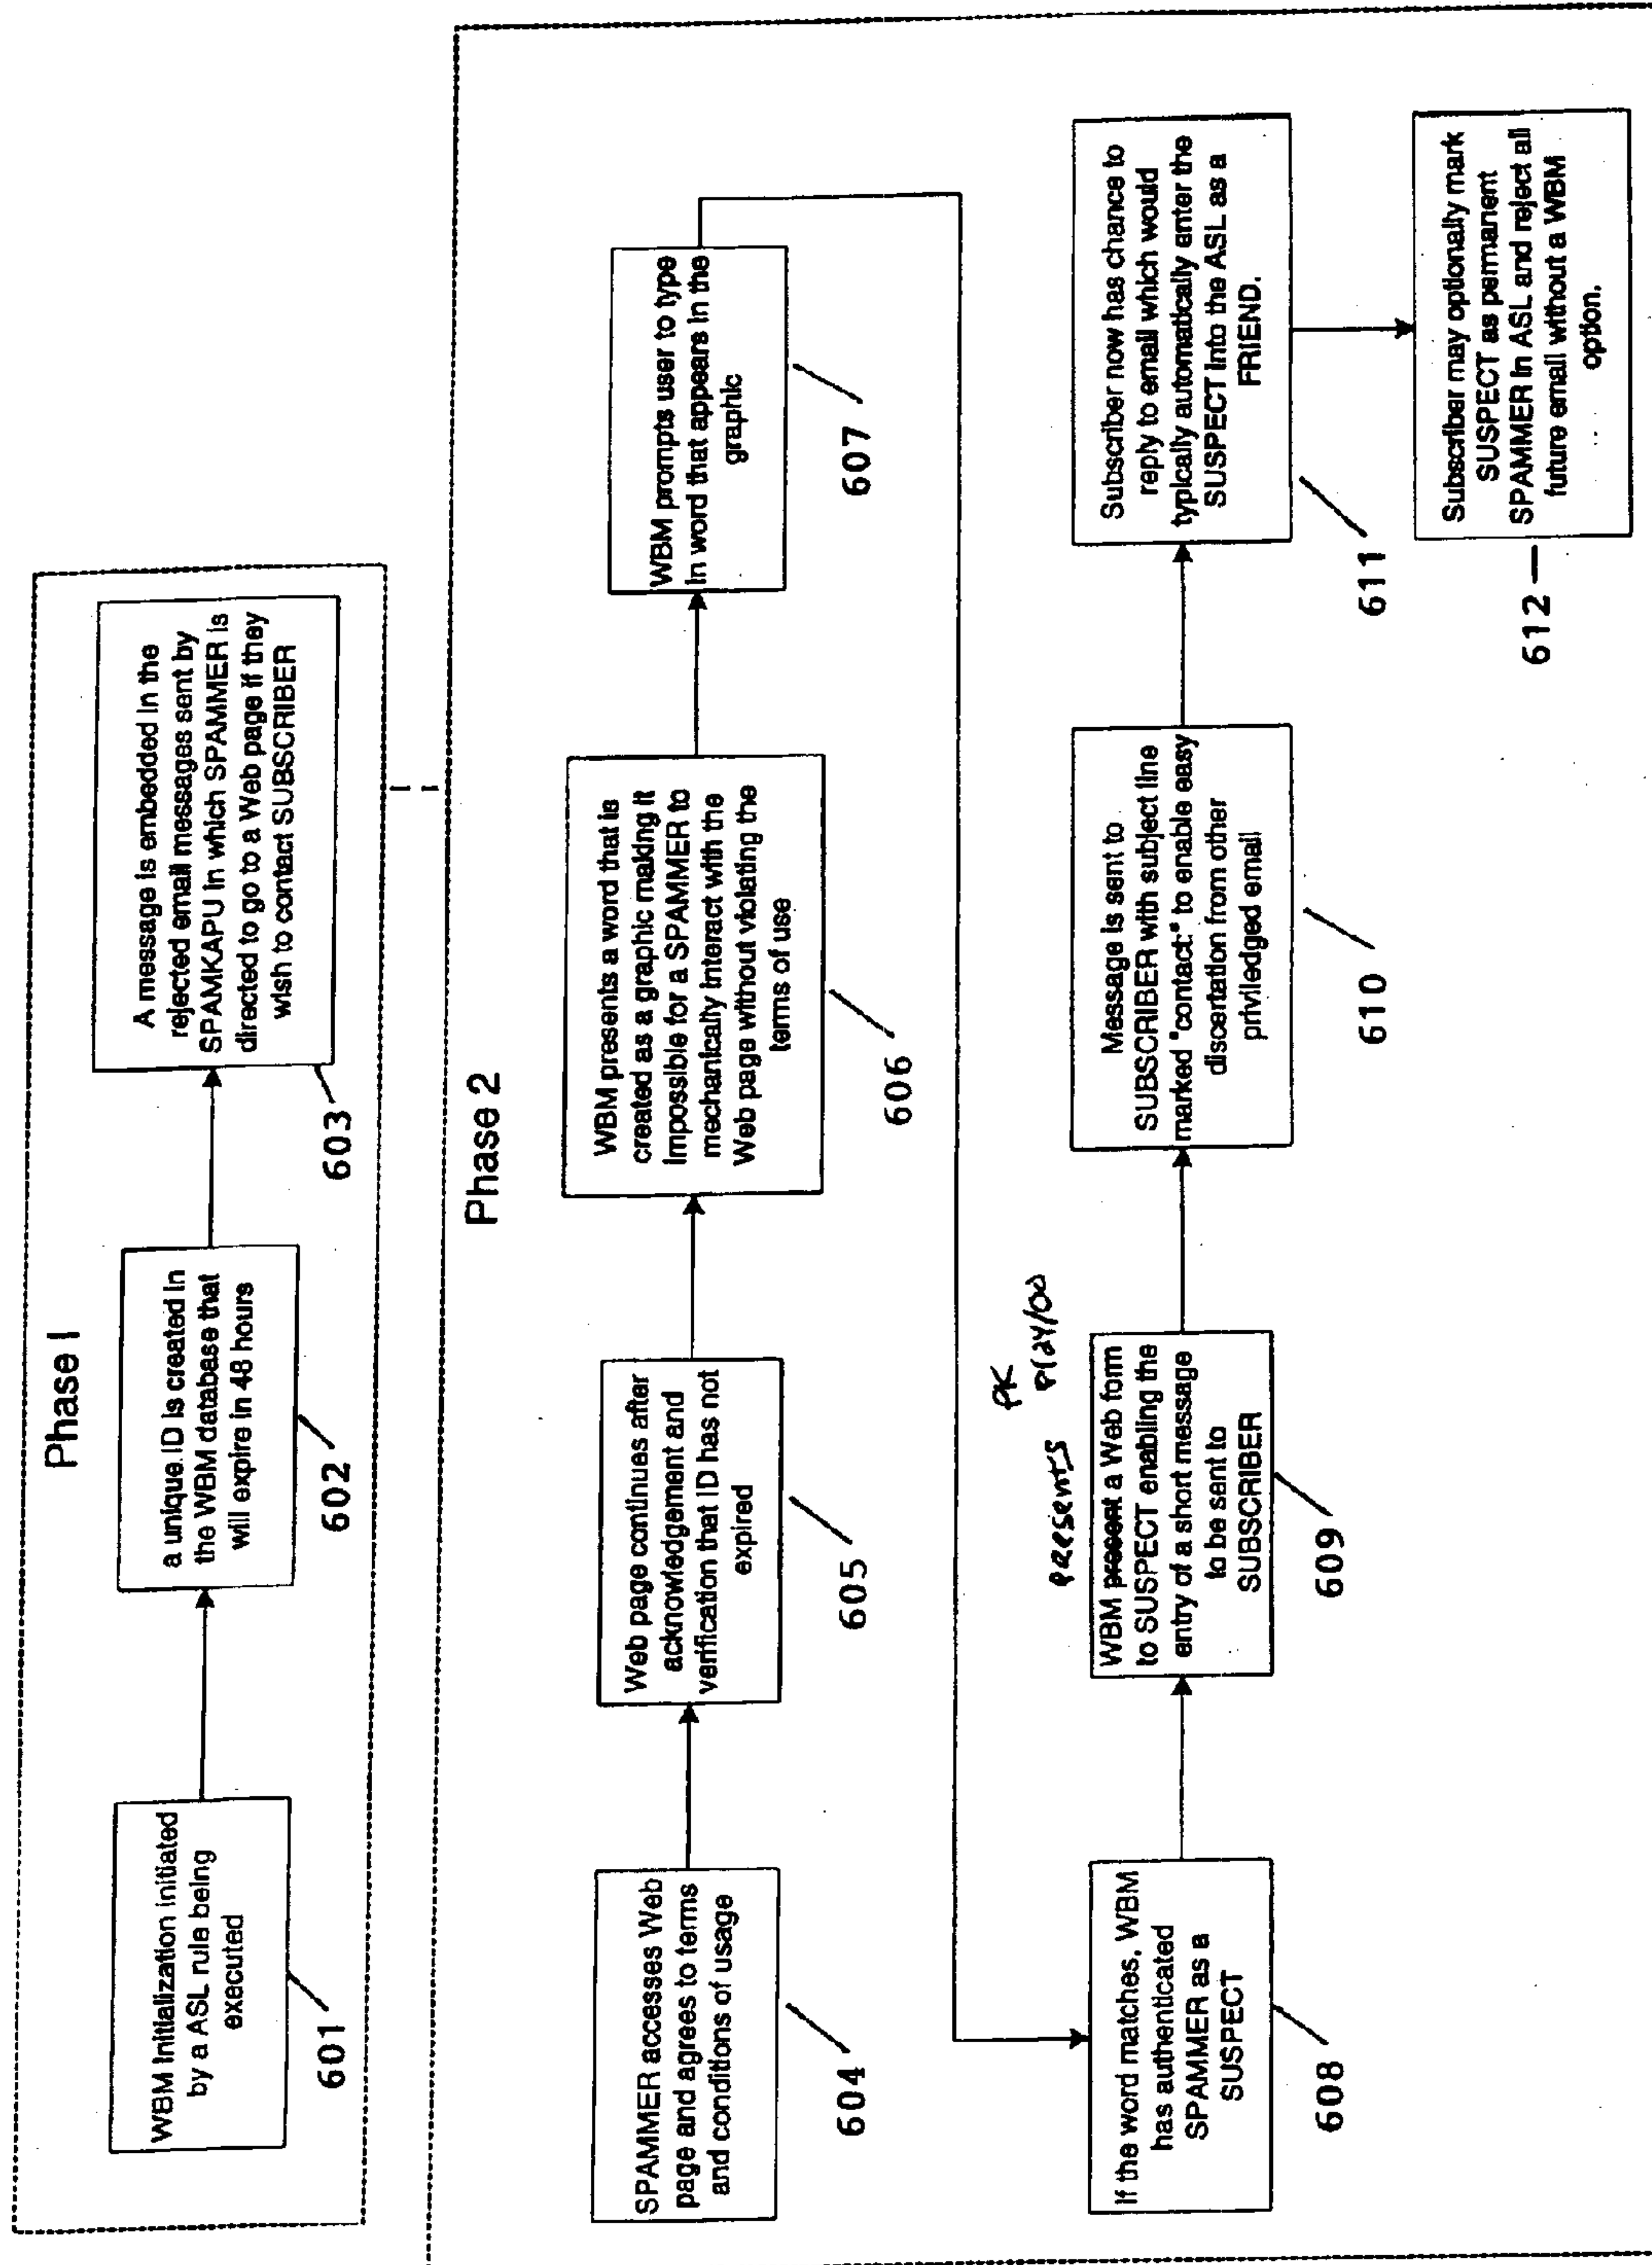 Phase I
WBM Initialization initiated
by a ASL rule being
executed
601
a unique ID is created in
the WBM database that
will expire in 48 hours
602
A message is embedded in the
rejected email messages sent by
SPAMKAPU in which SPAMMER is
directed to go to a Web page if they
wish to contact SUBSCRIBER
603
Phase 2
SPAMMER accesses Web
page and agrees to terms
and conditions of usage
604
Web page continues after
acknowledgement and
verification that ID has not
expired
605
WBM presents a word that is
created as a graphic making it
impossible for a SPAMMER to
mechanically interact with the
Web page without violating the
terms of use
606
WBM prompts user to type
in word that appears in the
graphic
607
If the word matches, WBM
has authenticated
SPAMMER as a
SUSPECT
608
presents
PK
WBM present a Web form
to SUSPECT enabling the
entry of a short message
to be sent to
SUBSCRIBER
609
Message is sent to
SUBSCRIBER with subject line
marked "contact:" to enable easy
discertation from other
priviledged email
610
Subscriber now has chance to
reply to email which would
typically automatically enter the
SUSPECT into the ASL as a
FRIEND.
611
Subscriber may optionally mark
SUSPECT as permanent
SPAMMER in ASL and reject all
future email without a WBM
option.
612